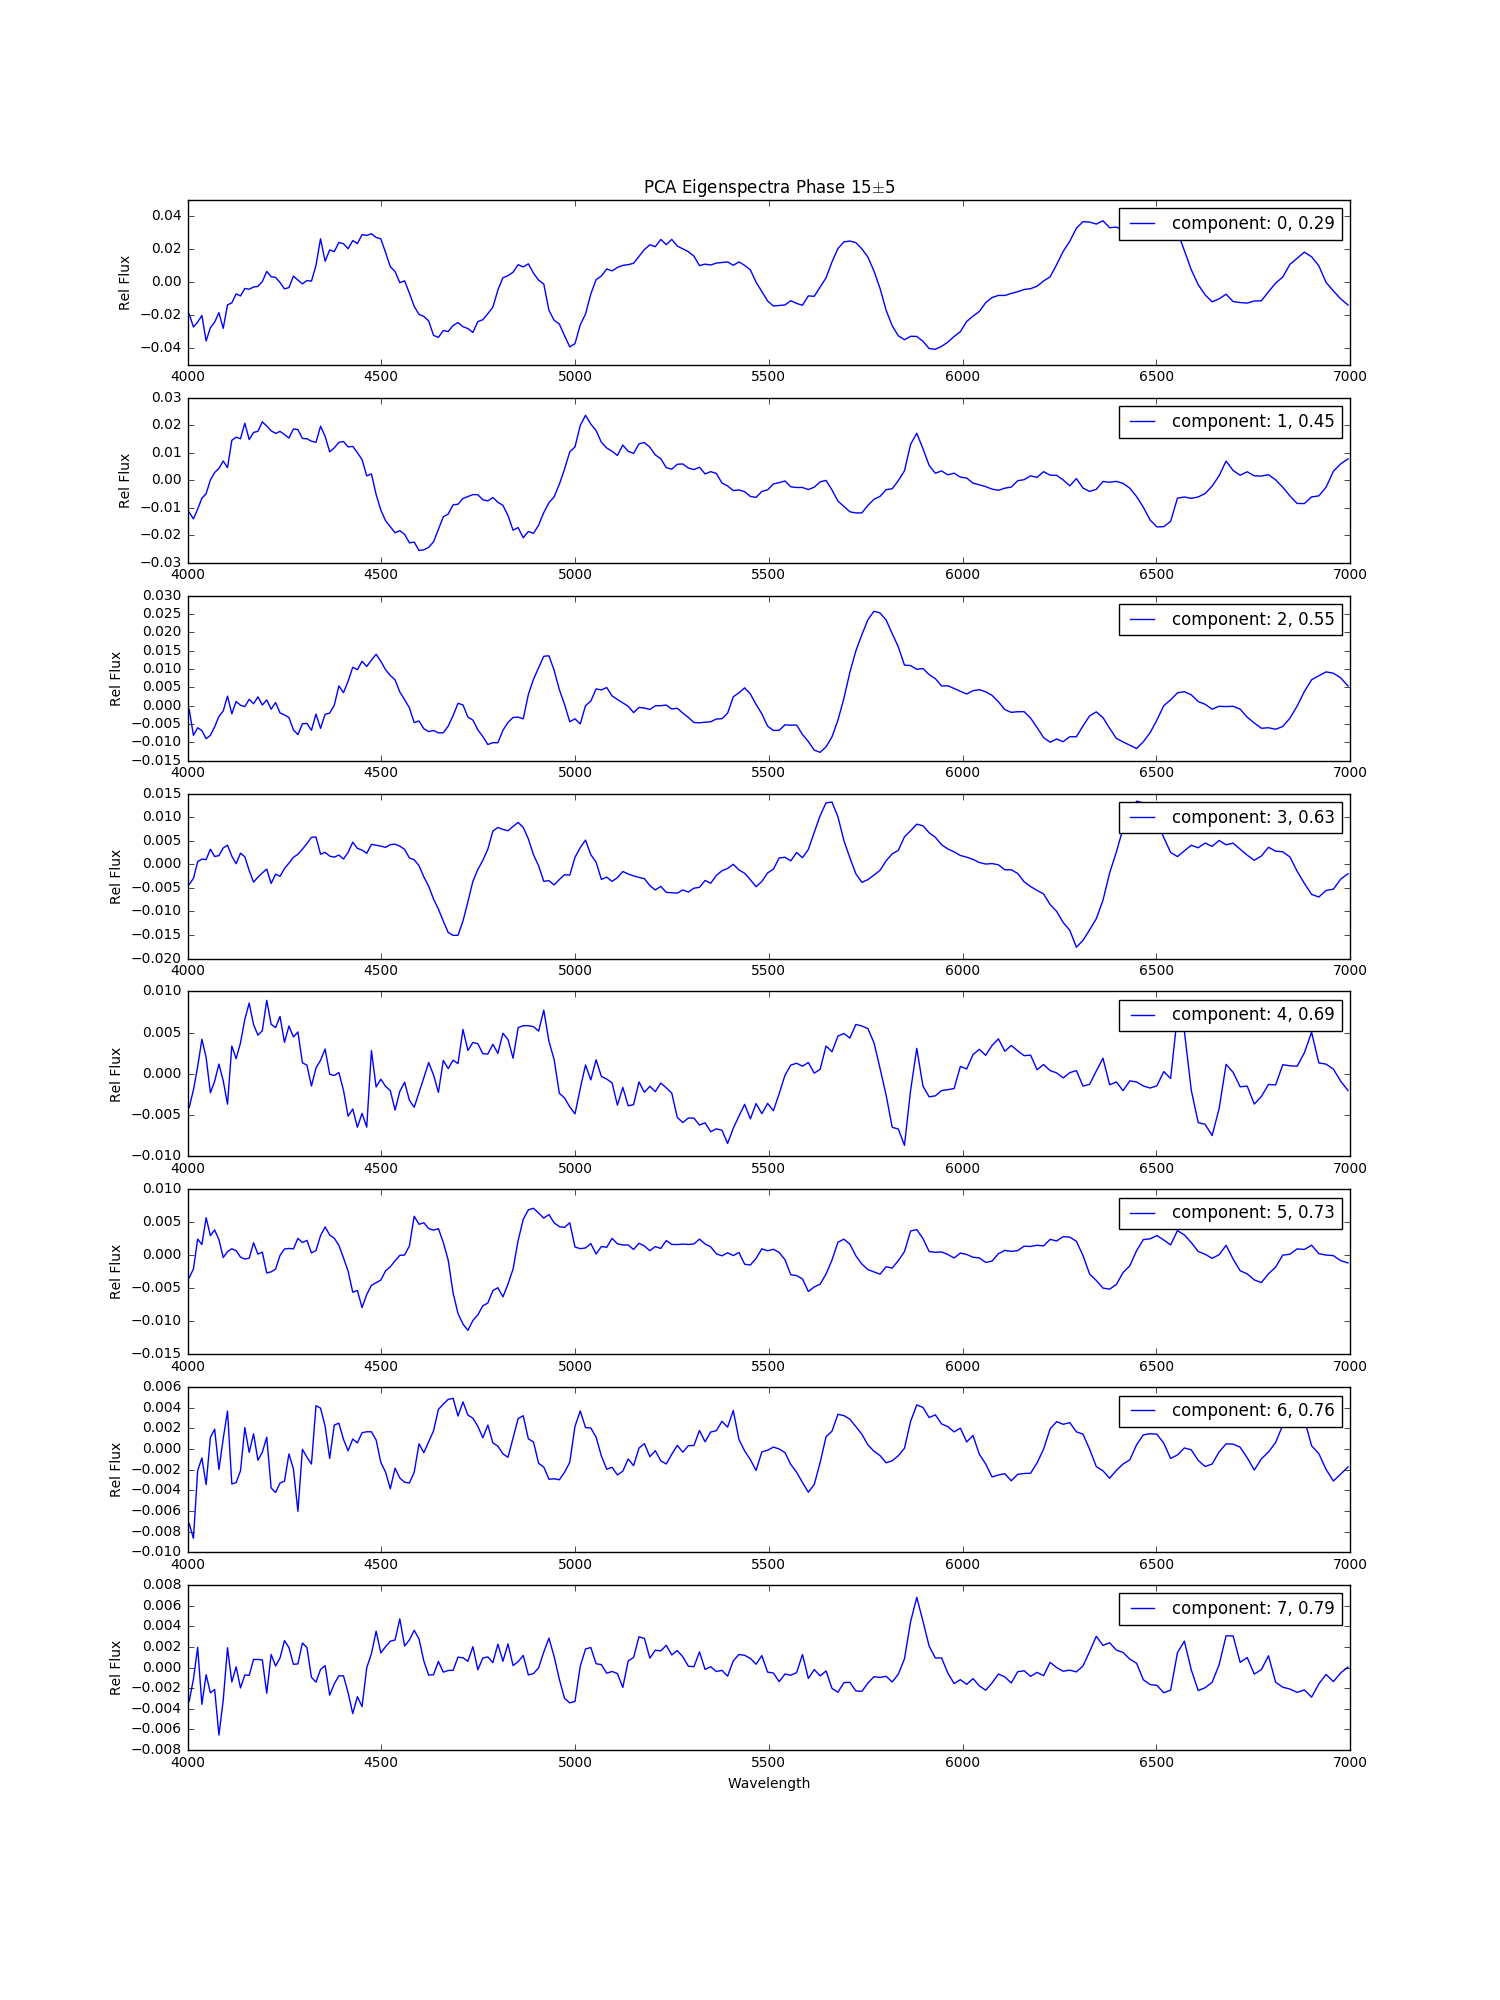 PCA Eigenspectra Phase 15±5
0.04
0.02
0.00
−0.02
−0.04
Rel Flux
component: 0, 0.29
4000 4500 5000 5500 6000 6500 7000
0.03
0.02
0.01
0.00
−0.01
−0.02
−0.03
Rel Flux
component: 1, 0.45
4000 4500 5000 5500 6000 6500 7000
0.030
0.025
0.020
0.015
0.010
0.005
0.000
−0.005
−0.010
−0.015
Rel Flux
component: 2, 0.55
4000 4500 5000 5500 6000 6500 7000
0.015
0.010
0.005
0.000
−0.005
−0.010
−0.015
−0.020
Rel Flux
component: 3, 0.63
4000 4500 5000 5500 6000 6500 7000
0.010
0.005
0.000
−0.005
−0.010
Rel Flux
component: 4, 0.69
4000 4500 5000 5500 6000 6500 7000
0.010
0.005
0.000
−0.005
−0.010
−0.015
Rel Flux
component: 5, 0.73
4000 4500 5000 5500 6000 6500 7000
0.006
0.004
0.002
0.000
−0.002
−0.004
−0.006
−0.008
−0.010
Rel Flux
component: 6, 0.76
4000 4500 5000 5500 6000 6500 7000
0.008
0.006
0.004
0.002
0.000
−0.002
−0.004
−0.006
−0.008
Rel Flux
component: 7, 0.79
4000 4500 5000 5500 6000 6500 7000
Wavelength